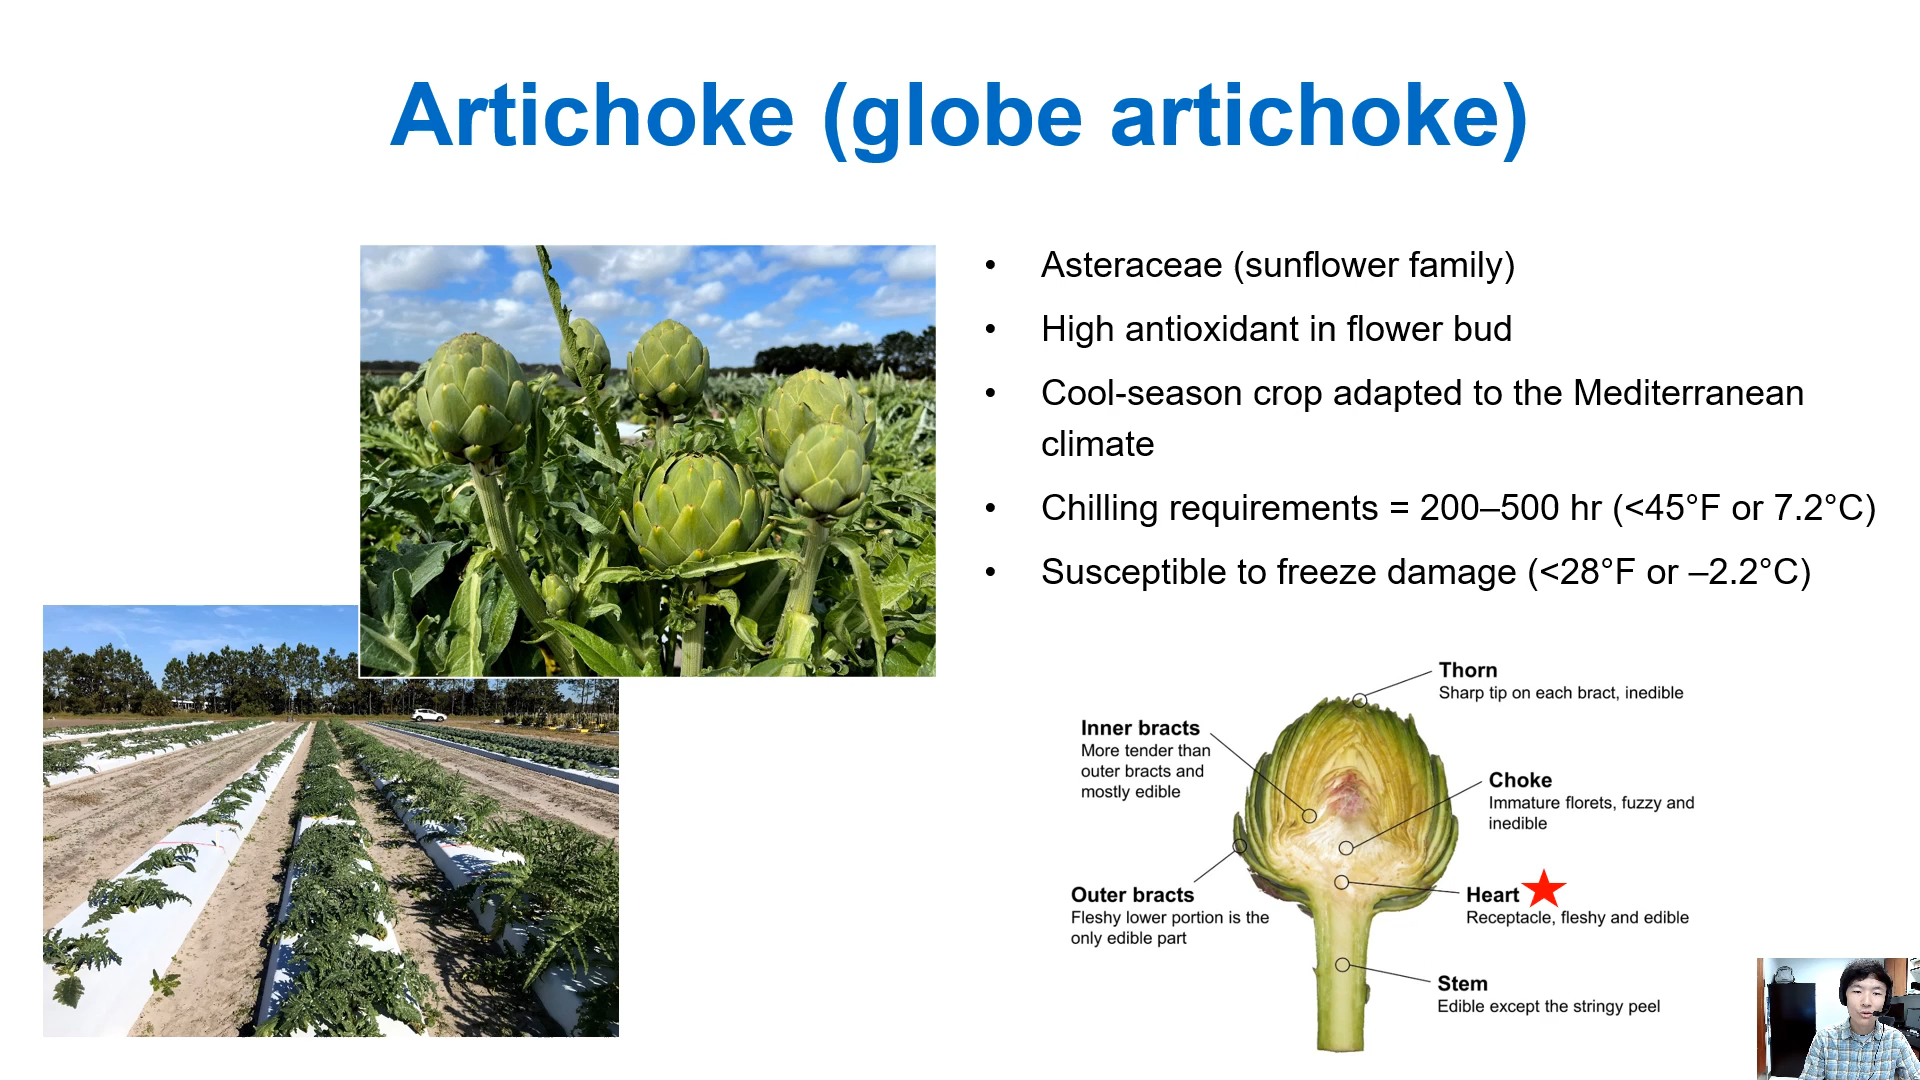 Artichoke (globe artichoke)
• Asteraceae (sunflower family)
• High antioxidant in flower bud
• Cool-season crop adapted to the Mediterranean
climate
• Chilling requirements = 200–500 hr (<45°F or 7.2°C)
• Susceptible to freeze damage (<28°F or –2.2°C)
Thorn
Sharp tip on each bract, inedible
Inner bracts
More tender than
outer bracts and
mostly edible
Choke
Immature florets, fuzzy and
inedible
Outer bracts
Fleshy lower portion is the
only edible part
Heart
Receptacle, fleshy and edible
Stem
Edible except the stringy peel